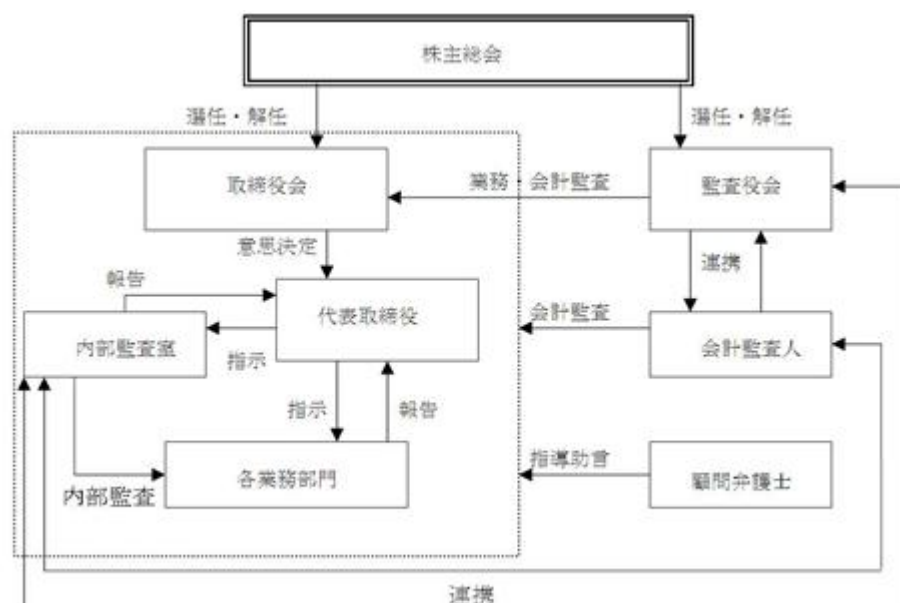 株主総会
選任・解任
選任・解任
取締役会
業務・会計監査
監査役会
意思決定
連携
報告
代表取締役
会計監査
内部監査室
会計監査人
指示
指示
報告
指導助言
各業務部門
顧問弁護士
内部監査
連携